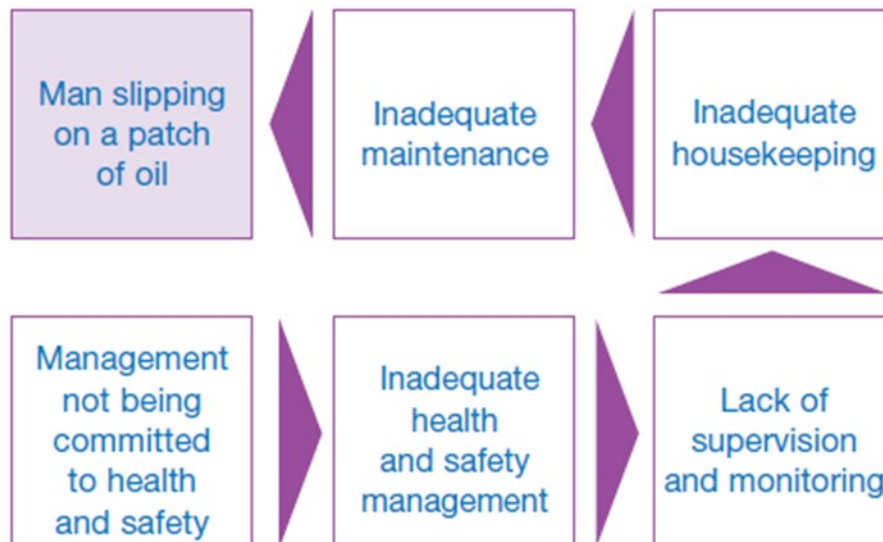 Man slipping
on a patch
of oil
Inadequate
maintenance
Inadequate
housekeeping
Management
not being
committed
to health
and safety
Inadequate
health
and safety
management
Lack of
supervision
and monitoring